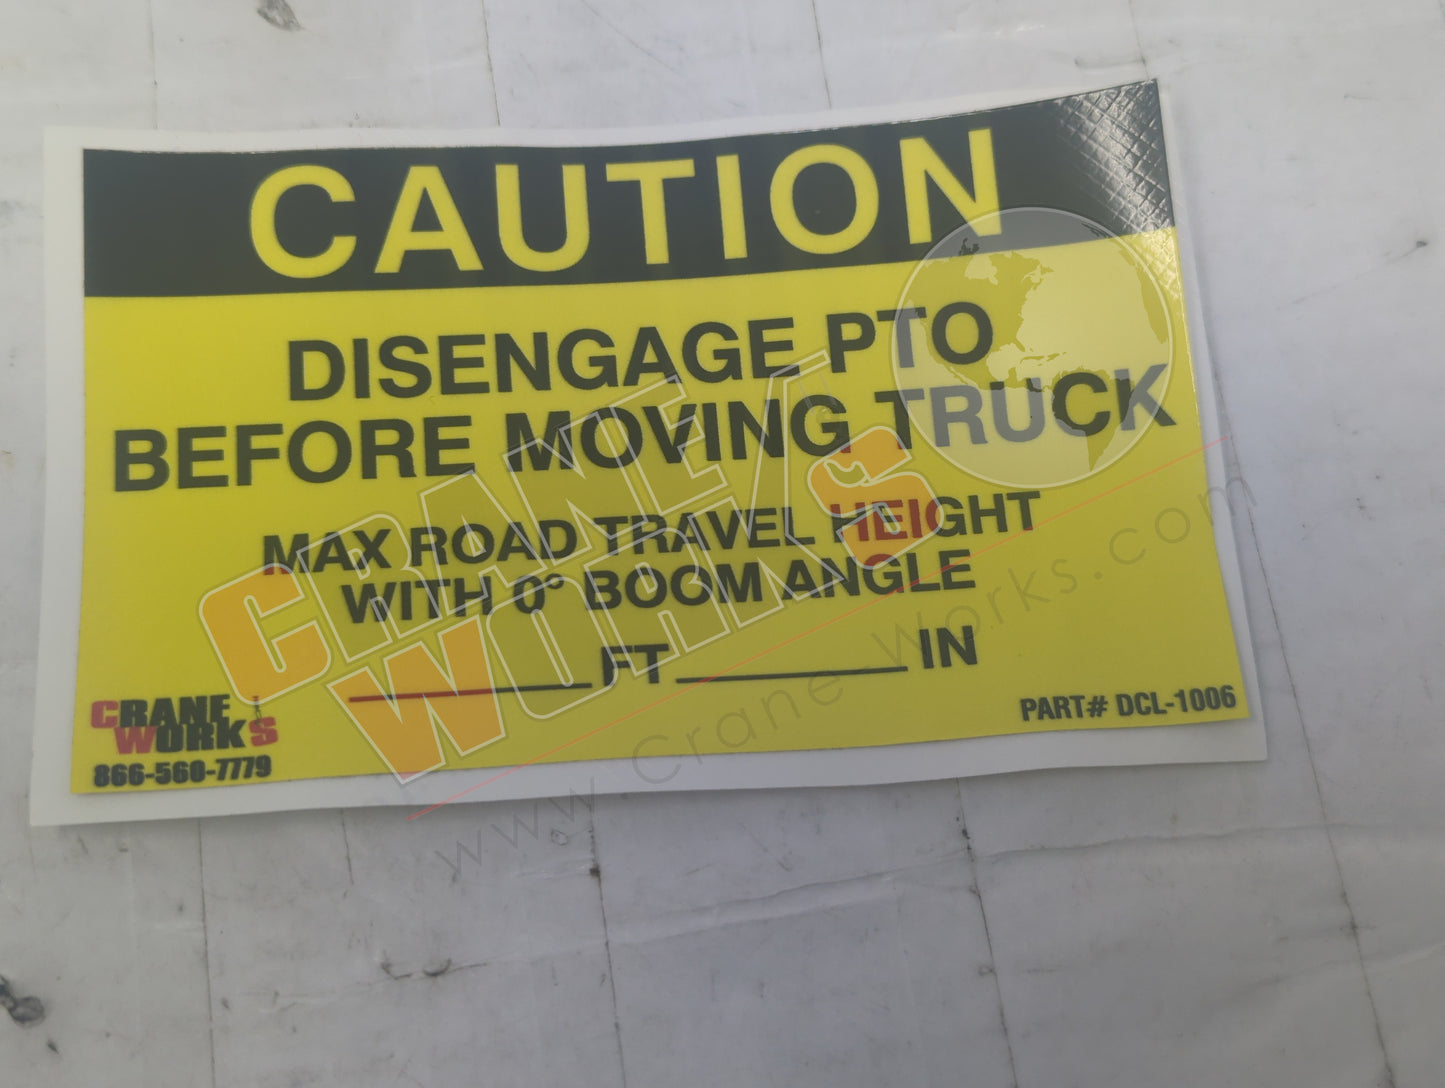 CAUTION
DISENGAGE PTO
BEFORE MOVING TRUCK
MAX ROAD TRAVEL HEIGHT
WITH 0° BOOM ANGLE
FT IN
CRANE
WORKS
866-560-7779
PART# DCL-1006
CRANE
WORKS
www.CraneWorks.com